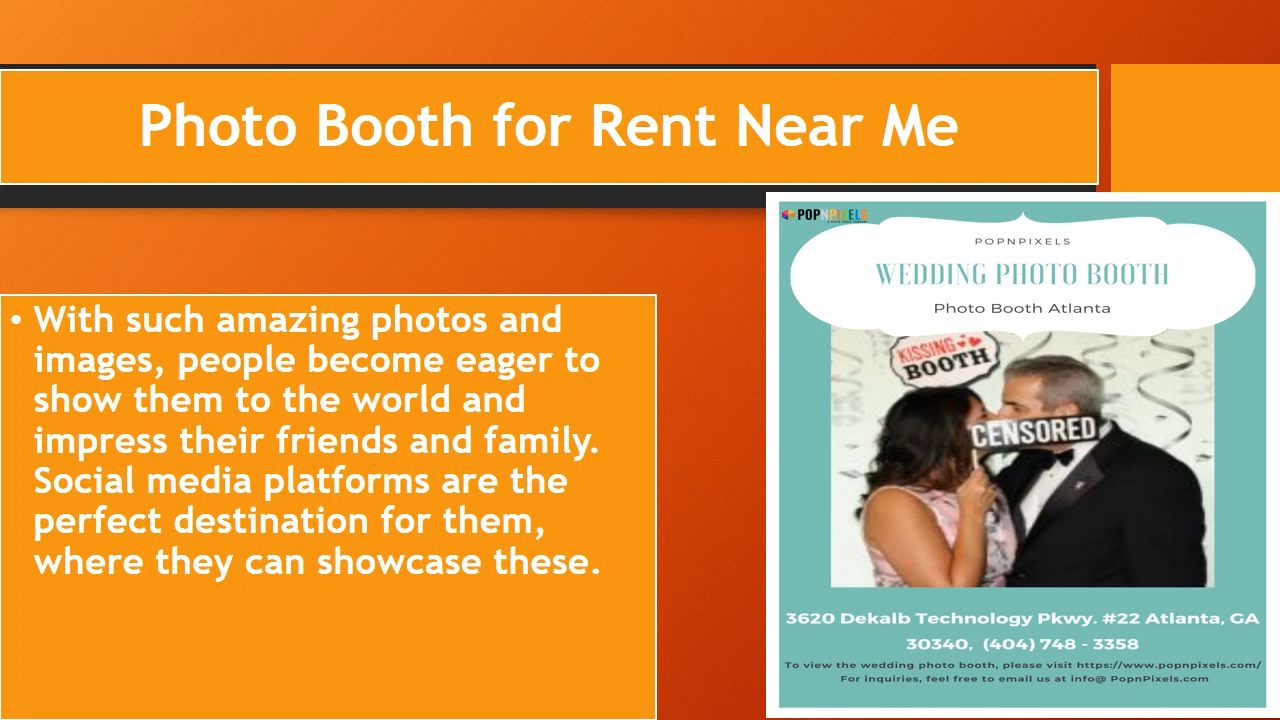 Photo Booth for Rent Near Me
• With such amazing photos and
images, people become eager to
show them to the world and
impress their friends and family.
Social media platforms are the
perfect destination for them,
where they can showcase these.
POPNPIXELS
POPNPIXELS
WEDDING PHOTO BOOTH
Photo Booth Atlanta
KISSING
BOOTH
CENSORED
3620 Dekalb Technology Pkwy. #22 Atlanta, GA
30340, (404) 748 - 3358
To view the wedding photo booth, please visit https://www.popnpixels.com/
For inquiries, feel free to email us at info@ PopnPixels.com